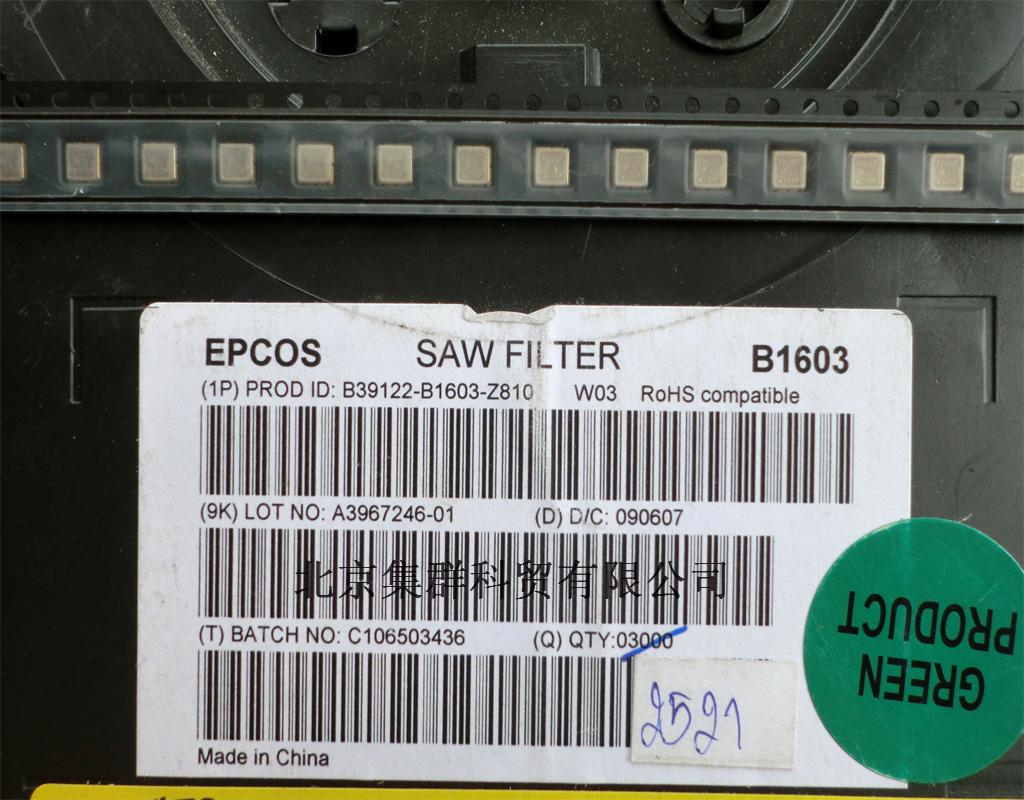 EPCOS SAW FILTER B1603
(1P) PROD ID: B39122-B1603-Z810 W03 RoHS compatible
(9K) LOT NO: A3967246-01 (D) D/C: 090607
北京集群科贸有限公司
(T) BATCH NO: C106503436 (Q) QTY:03000
2521
Made in China
GREEN
PRODUCT